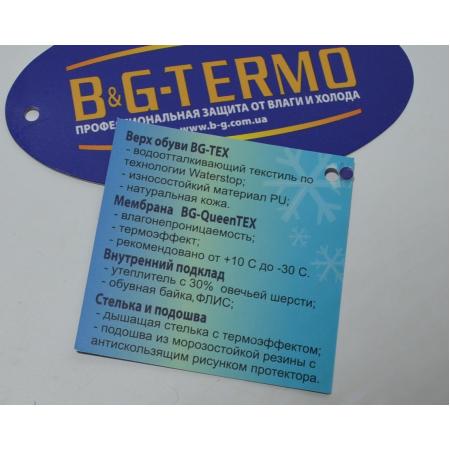 B&G-TERMO
ПРОФЕССИОНАЛЬНАЯ ЗАЩИТА ОТ ВЛАГИ И ХОЛОДА
www.b-g.com.ua
Верх обуви BG-TEX
- водоотталкивающий текстиль по
технологии Waterstop;
- износостойкий материал PU;
- натуральная кожа.
Мембрана BG-QueenTEX
- влагонепроницаемость;
- термоэффект;
- рекомендовано от +10 С до -30 С.
Внутренний подклад
- утеплитель с 30% овечьей шерсти;
- обувная байка, ФЛИС;
Стелька и подошва
- дышащая стелька с термоэффектом;
- подошва из морозостойкой резины с
антискользящим рисунком протектора.